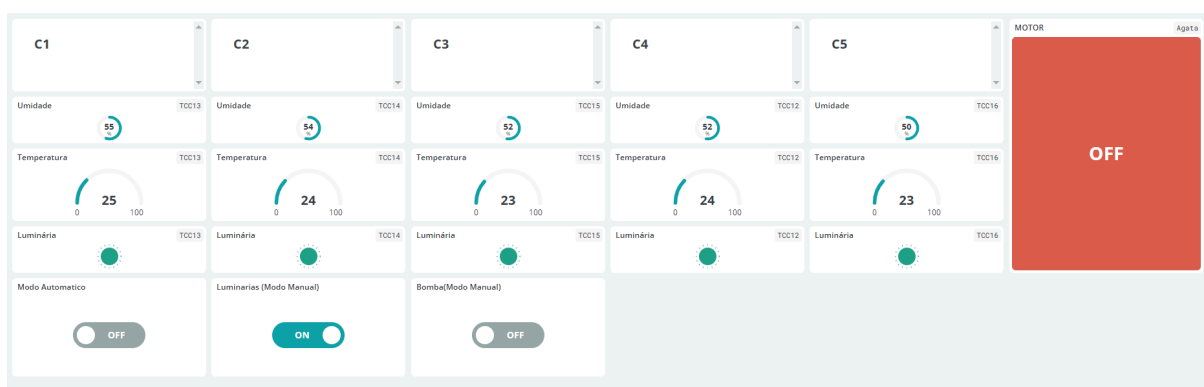 C1
C2
C3
C4
C5
MOTOR Agata
OFF
Umidade TCC13
55
%
Umidade TCC14
54
%
Umidade TCC15
52
%
Umidade TCC12
52
%
Umidade TCC16
50
%
Temperatura TCC13
25
0 100
Temperatura TCC14
24
0 100
Temperatura TCC15
23
0 100
Temperatura TCC12
24
0 100
Temperatura TCC16
23
0 100
Luminária TCC13
Luminária TCC14
Luminária TCC15
Luminária TCC12
Luminária TCC16
Modo Automatico
OFF
Luminarias (Modo Manual)
ON
Bomba(Modo Manual)
OFF